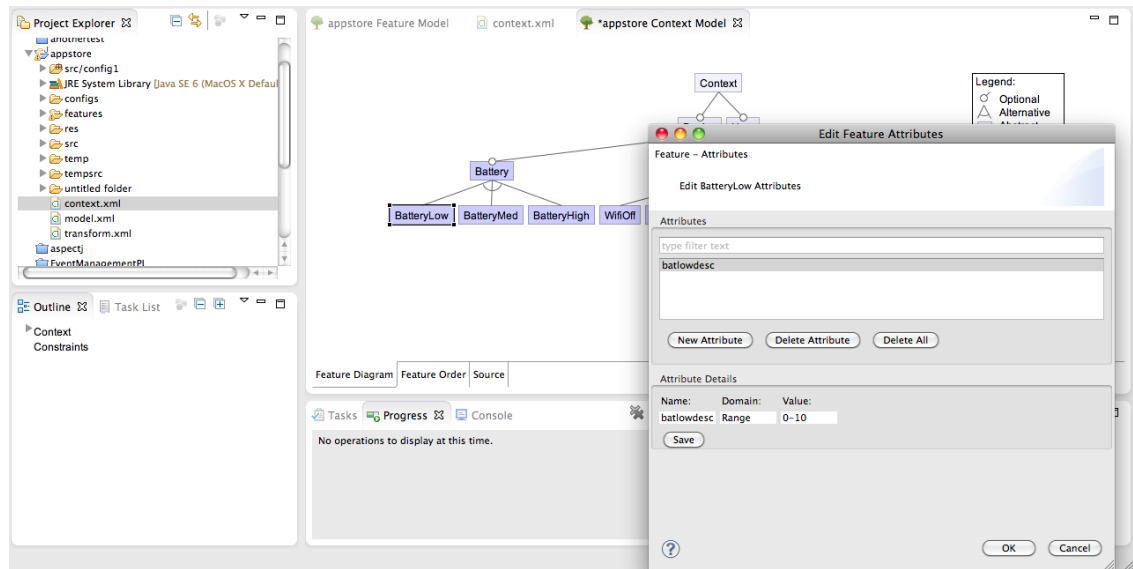 Project Explorer
anothertest
appstore
src/config1
JRE System Library [Java SE 6 (MacOS X Defaul
configs
features
res
src
temp
tempsrc
untitled folder
context.xml
model.xml
transform.xml
aspectj
EventManagementPL
Outline
Task List
Context
Constraints
appstore Feature Model
context.xml
*appstore Context Model
Context
Legend:
Optional
Alternative
Abstract
Battery
BatteryLow
BatteryMed
BatteryHigh
WifiOff
Feature Diagram
Feature Order
Source
Tasks
Progress
Console
No operations to display at this time.
Edit Feature Attributes
Feature - Attributes
Edit BatteryLow Attributes
Attributes
type filter text
batlowdesc
New Attribute
Delete Attribute
Delete All
Attribute Details
Name: Domain: Value:
batlowdesc Range 0-10
Save
?
OK
Cancel